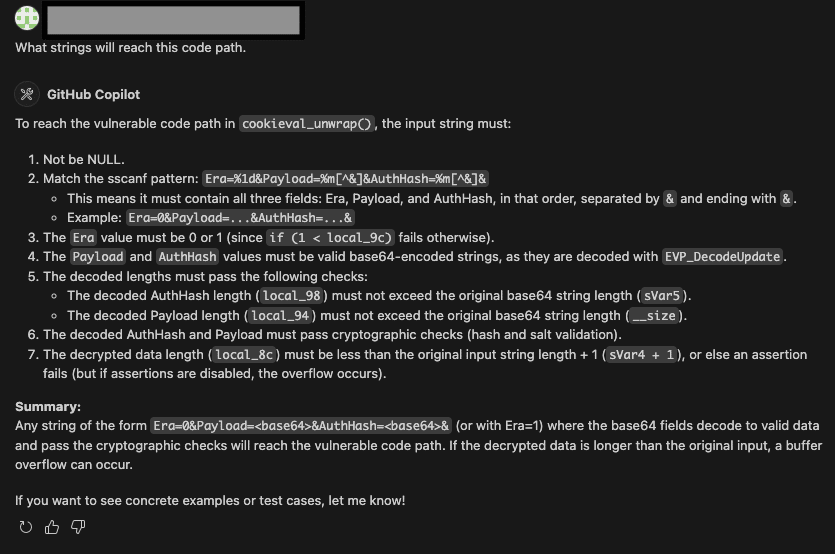 What strings will reach this code path.
GitHub Copilot
To reach the vulnerable code path in cookieval_unwrap(), the input string must:
1. Not be NULL.
2. Match the sscanf pattern: Era=%1d&Payload=%m[^&]&AuthHash=%m[^&]&
This means it must contain all three fields: Era, Payload, and AuthHash, in that order, separated by & and ending with &.
Example: Era=0&Payload=...&AuthHash=...&
3. The Era value must be 0 or 1 (since if (1 < local_9c) fails otherwise).
4. The Payload and AuthHash values must be valid base64-encoded strings, as they are decoded with EVP_DecodeUpdate.
5. The decoded lengths must pass the following checks:
The decoded AuthHash length (local_98) must not exceed the original base64 string length (sVar5).
The decoded Payload length (local_94) must not exceed the original base64 string length (__size).
6. The decoded AuthHash and Payload must pass cryptographic checks (hash and salt validation).
7. The decrypted data length (local_8c) must be less than the original input string length + 1 (sVar4 + 1), or else an assertion
fails (but if assertions are disabled, the overflow occurs).
Summary:
Any string of the form Era=0&Payload=<base64>&AuthHash=<base64>& (or with Era=1) where the base64 fields decode to valid data
and pass the cryptographic checks will reach the vulnerable code path. If the decrypted data is longer than the original input, a buffer
overflow can occur.
If you want to see concrete examples or test cases, let me know!